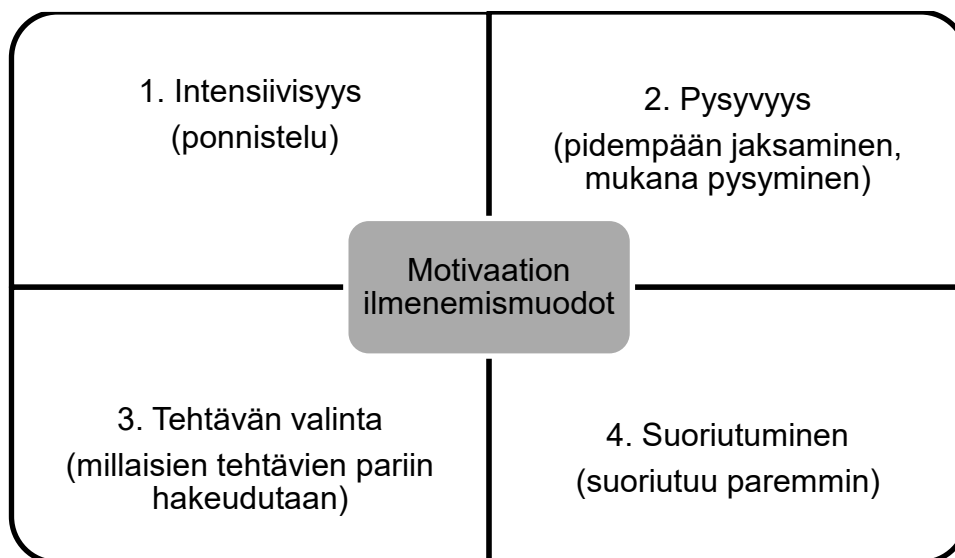 1. Intensiivisyys
(ponnistelu)
2. Pysyvyys
(pidempään jaksaminen,
mukana pysyminen)
Motivaation
ilmenemismuodot
3. Tehtävän valinta
(millaisien tehtävien pariin
hakeudutaan)
4. Suoriutuminen
(suoriutuu paremmin)